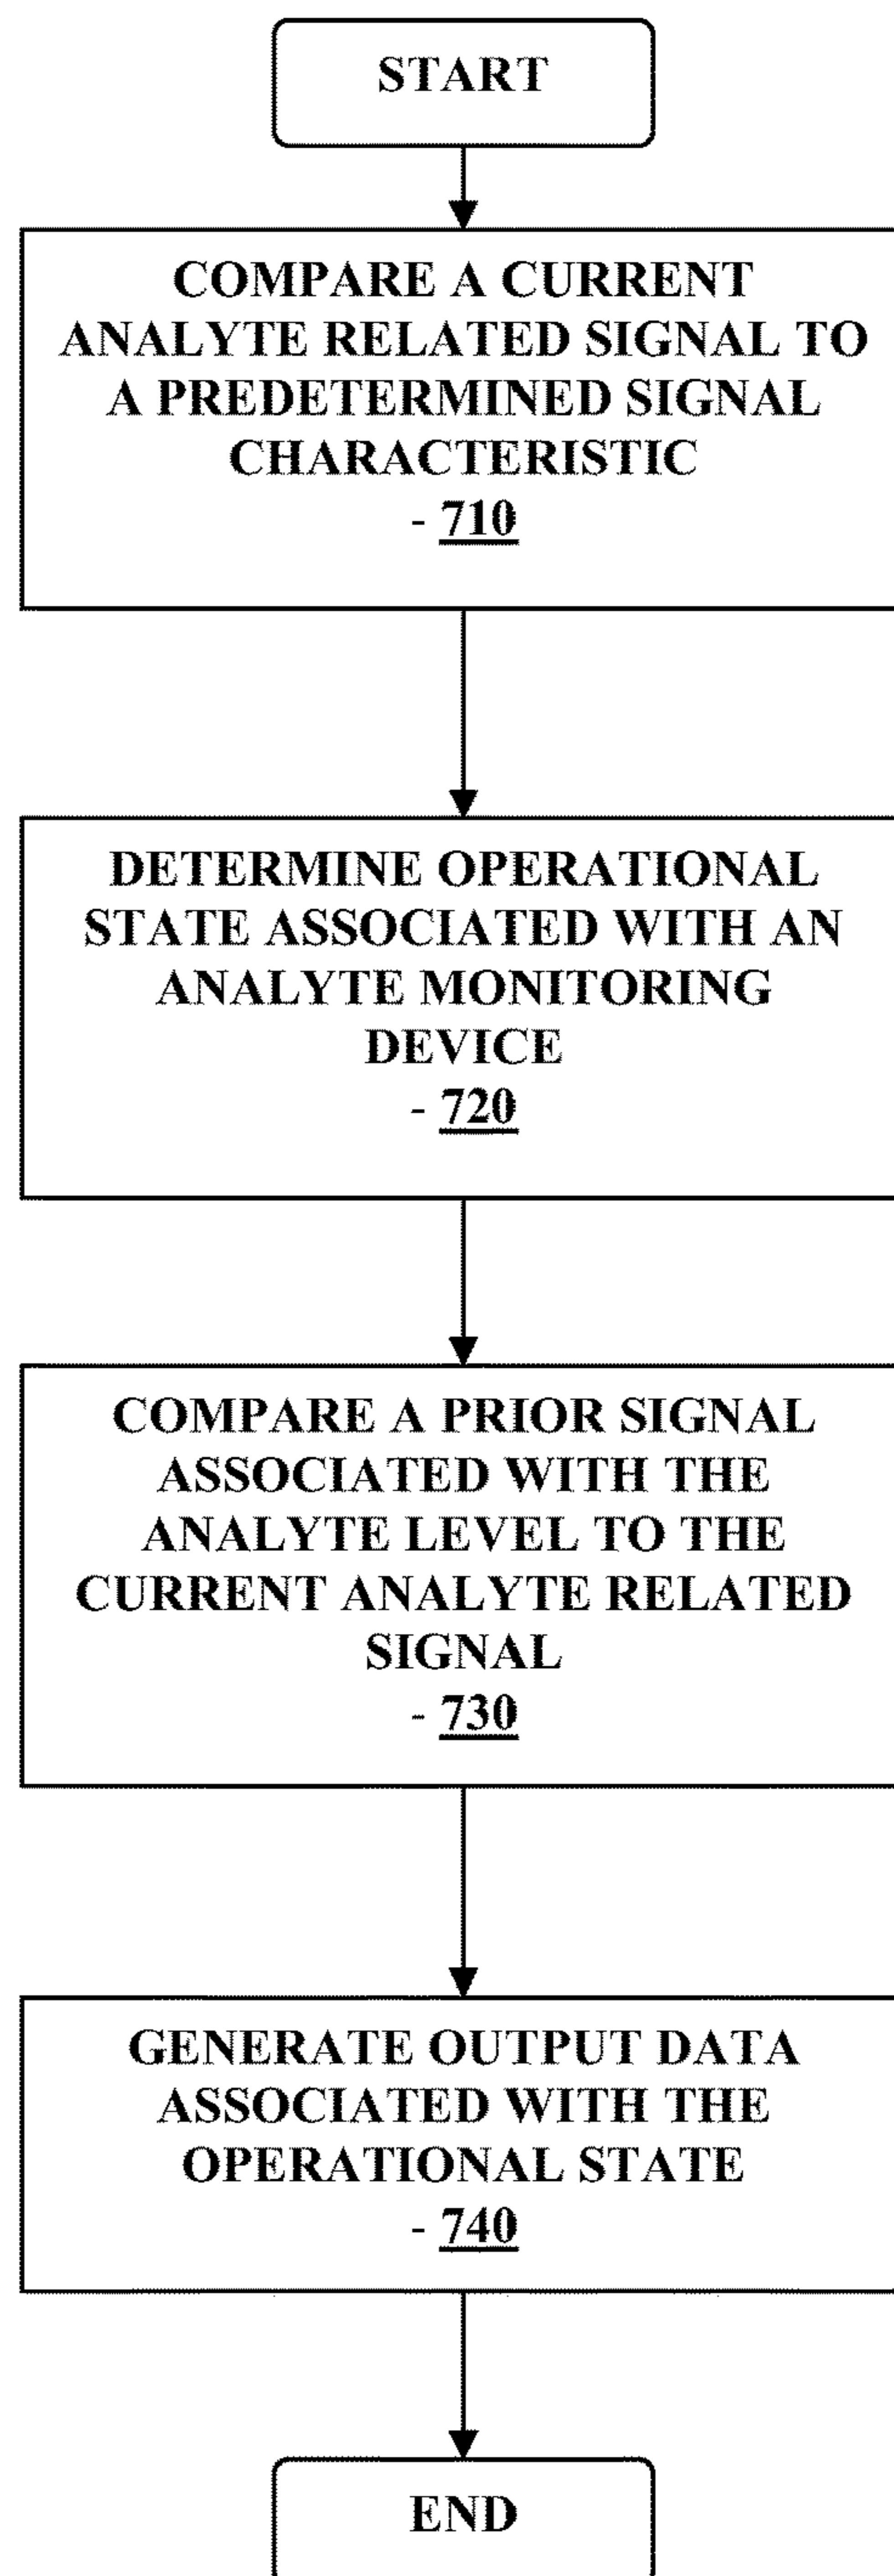 START
COMPARE A CURRENT
ANALYTE RELATED SIGNAL TO
A PREDETERMINED SIGNAL
CHARACTERISTIC
- 710
DETERMINE OPERATIONAL
STATE ASSOCIATED WITH AN
ANALYTE MONITORING
DEVICE
- 720
COMPARE A PRIOR SIGNAL
ASSOCIATED WITH THE
ANALYTE LEVEL TO THE
CURRENT ANALYTE RELATED
SIGNAL
- 730
GENERATE OUTPUT DATA
ASSOCIATED WITH THE
OPERATIONAL STATE
- 740
END